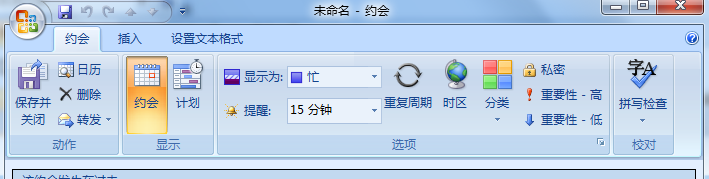 未命名 - 约会
约会 插入 设置文本格式
保存并关闭
日历
删除
转发
动作
约会
计划
显示
显示为: 忙
提醒: 15 分钟
重复周期
时区
分类
私密
重要性 - 高
重要性 - 低
选项
字A
拼写检查
校对